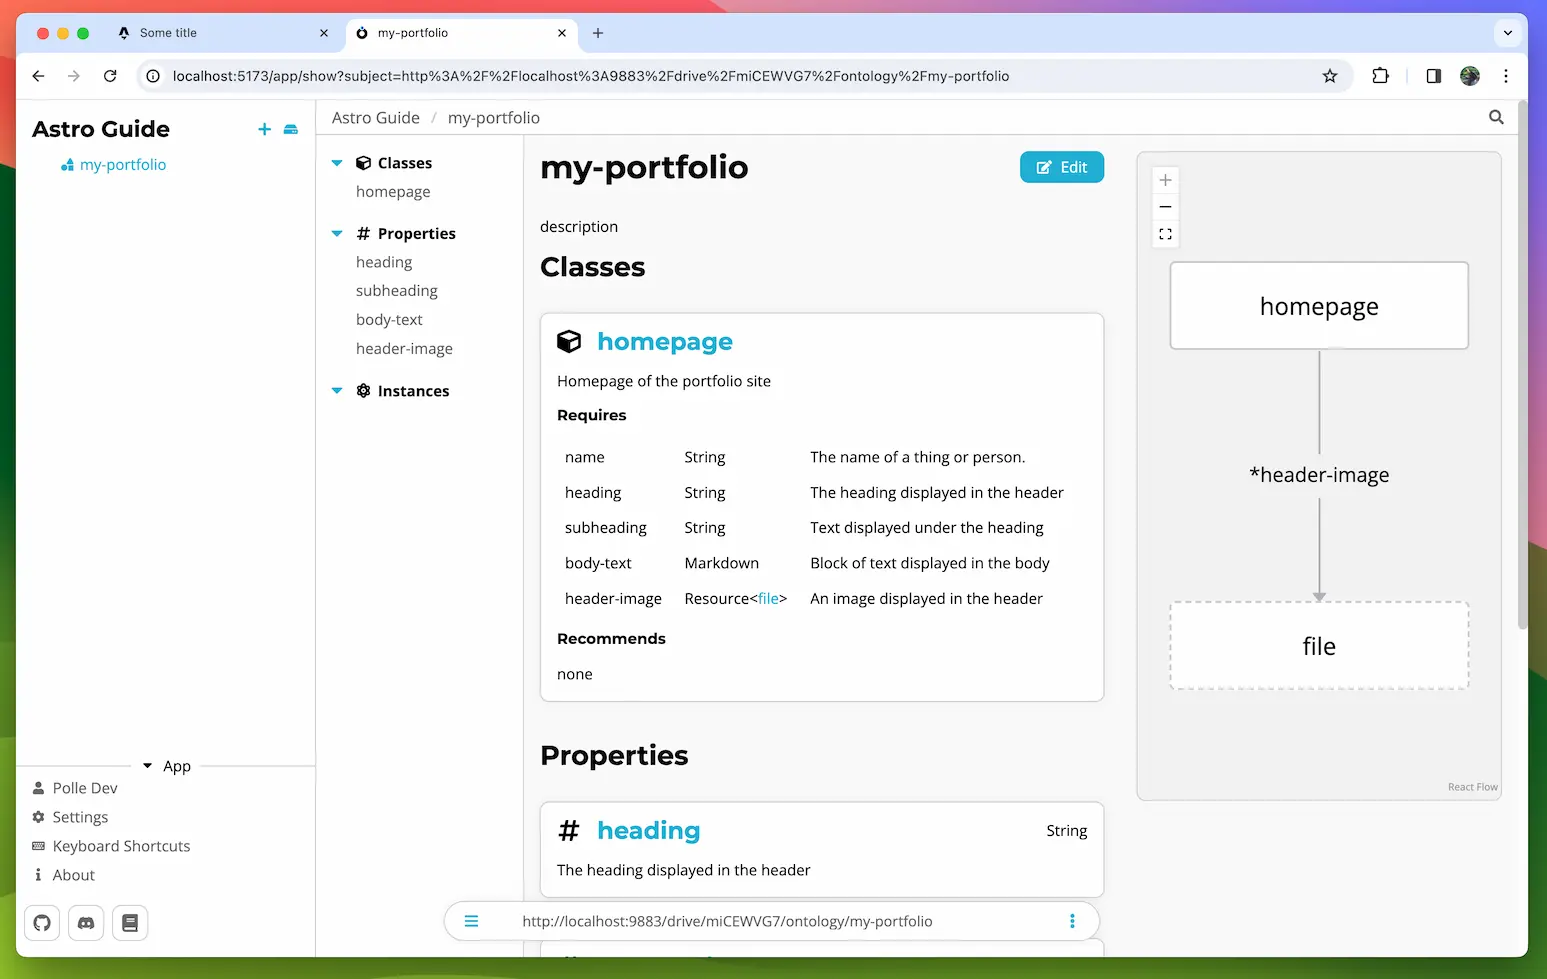 Some title
my-portfolio
localhost:5173/app/show?subject=http%3A%2F%2Flocalhost%3A9883%2Fdrive%2FmiCEWVG7%2Fontology%2Fmy-portfolio
Astro Guide
my-portfolio
App
Polle Dev
Settings
Keyboard Shortcuts
About
Astro Guide / my-portfolio
Classes
homepage
# Properties
heading
subheading
body-text
header-image
Instances
my-portfolio
Edit
description
Classes
homepage
Homepage of the portfolio site
Requires
name String The name of a thing or person.
heading String The heading displayed in the header
subheading String Text displayed under the heading
body-text Markdown Block of text displayed in the body
header-image Resource<file> An image displayed in the header
Recommends
none
Properties
# heading String
The heading displayed in the header
http://localhost:9883/drive/miCEWVG7/ontology/my-portfolio
homepage
*header-image
file
React Flow